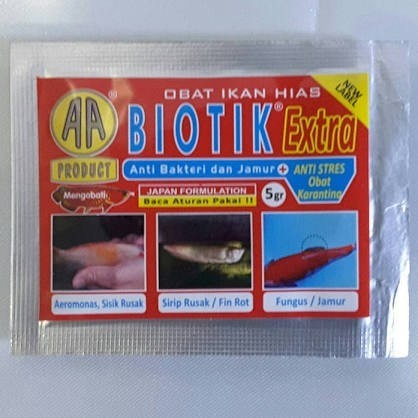 OBAT IKAN HIAS
NEW LABEL
AA®
PRODUCT
BIOTIK® Extra
Anti Bakteri dan Jamur +
ANTI STRES
Obat
Karantina
Mengobati
JAPAN FORMULATION
Baca Aturan Pakai !!
5gr
Aeromonas, Sisik Rusak
Sirip Rusak / Fin Rot
Fungus / Jamur